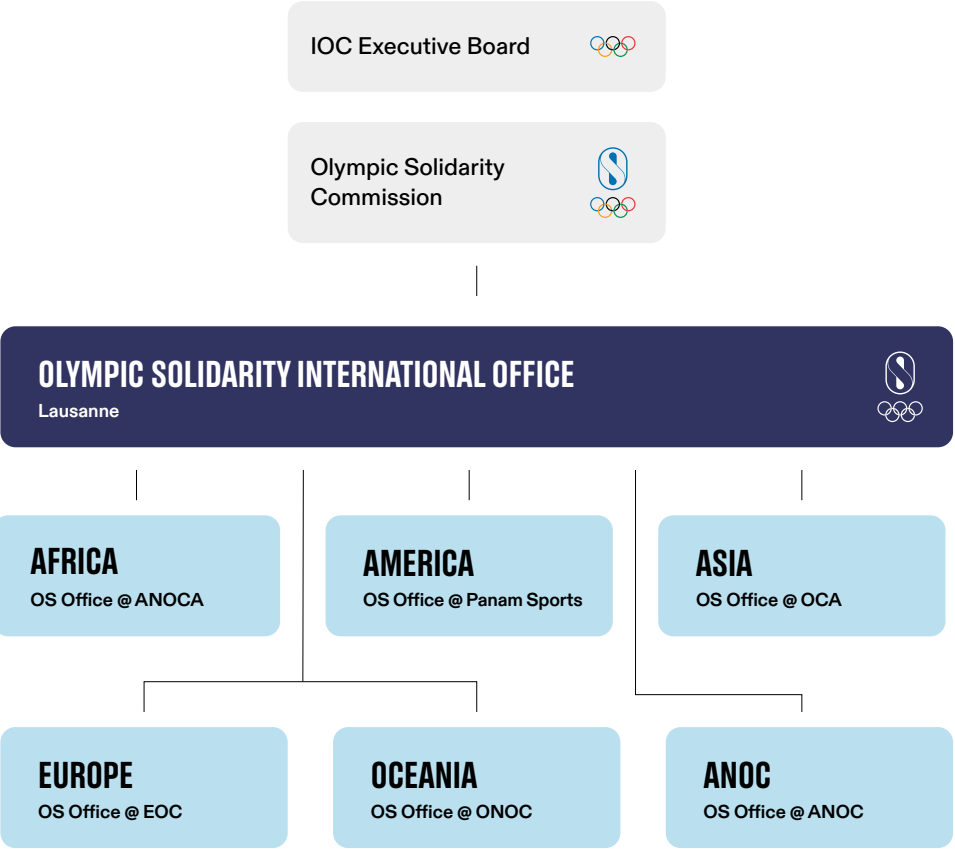 IOC Executive Board
Olympic Solidarity
Commission
OLYMPIC SOLIDARITY INTERNATIONAL OFFICE
Lausanne
AFRICA
OS Office @ ANOCA
AMERICA
OS Office @ Panam Sports
ASIA
OS Office @ OCA
EUROPE
OS Office @ EOC
OCEANIA
OS Office @ ONOC
ANOC
OS Office @ ANOC